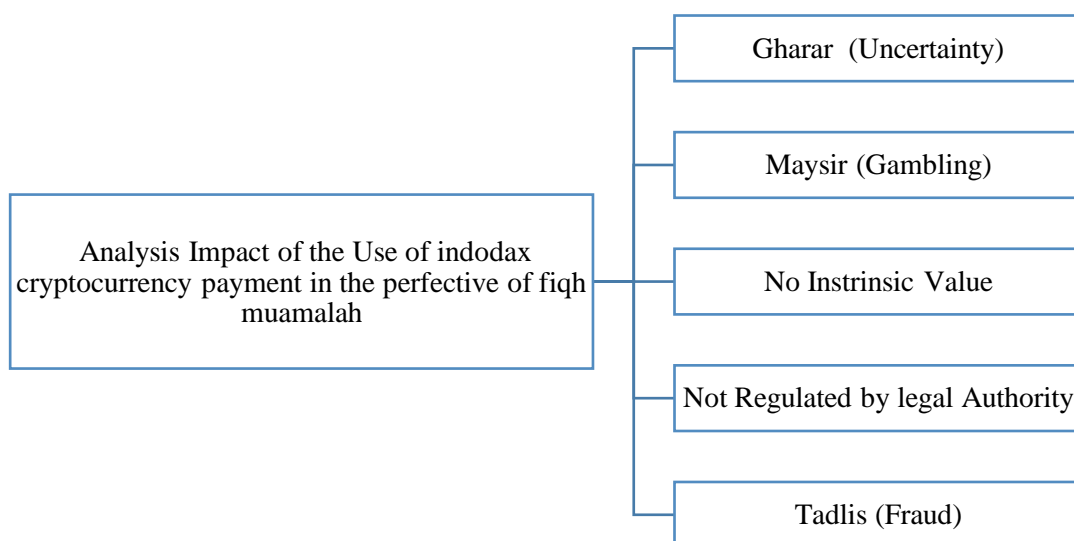 Gharar (Uncertainty)
Maysir (Gambling)
Analysis Impact of the Use of indodax
cryptocurrency payment in the perfective of fiqh
muamalah
No Instrinsic Value
Not Regulated by legal Authority
Tadlis (Fraud)